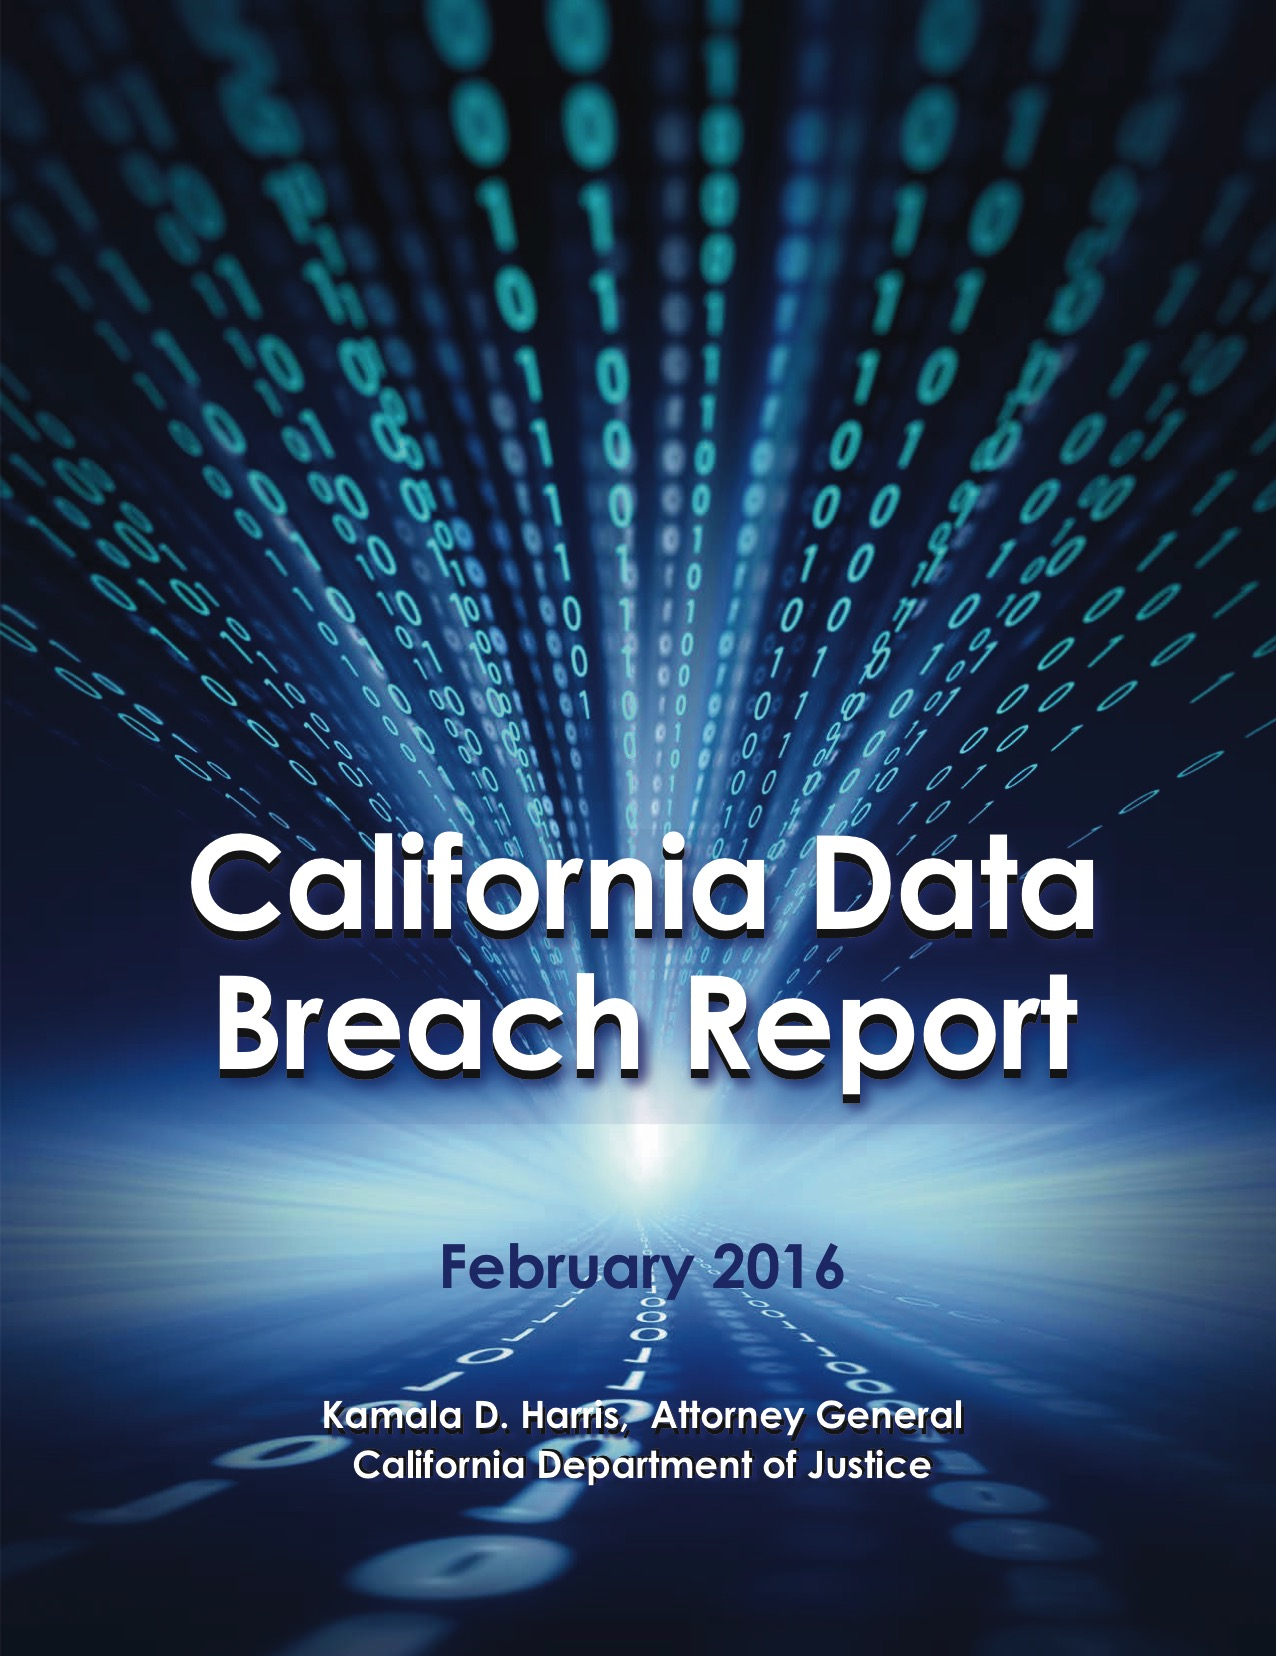 California Data
Breach Report
February 2016
Kamala D. Harris, Attorney General
California Department of Justice